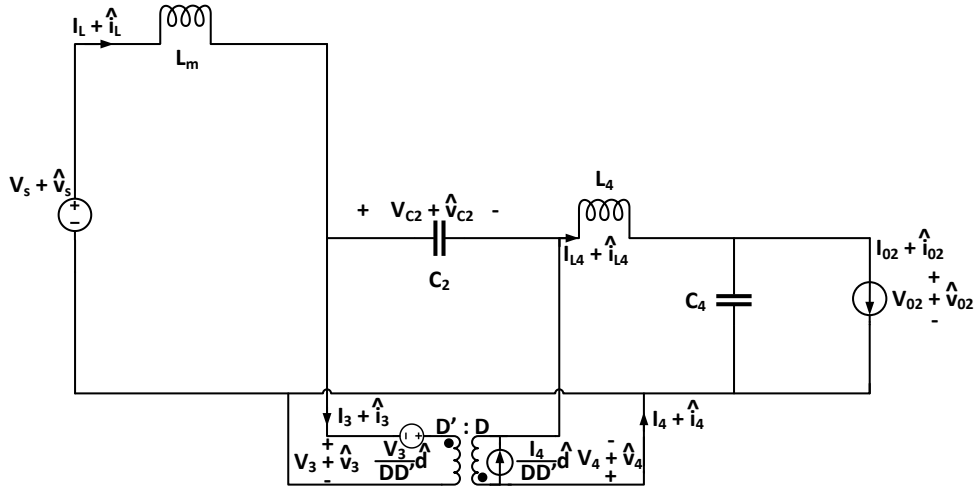 I_L + î_L
L_m
V_s + v̂_s
+
−
+ V_C2 + v̂_C2 -
C_2
L_4
I_L4 + î_L4
C_4
I_02 + î_02
+
V_02 + v̂_02
-
I_3 + î_3
I_4 + î_4
D' : D
+
V_3 + v̂_3
-
− +
V_3/DD' d̂
I_4/DD' d̂
-
V_4 + v̂_4
+